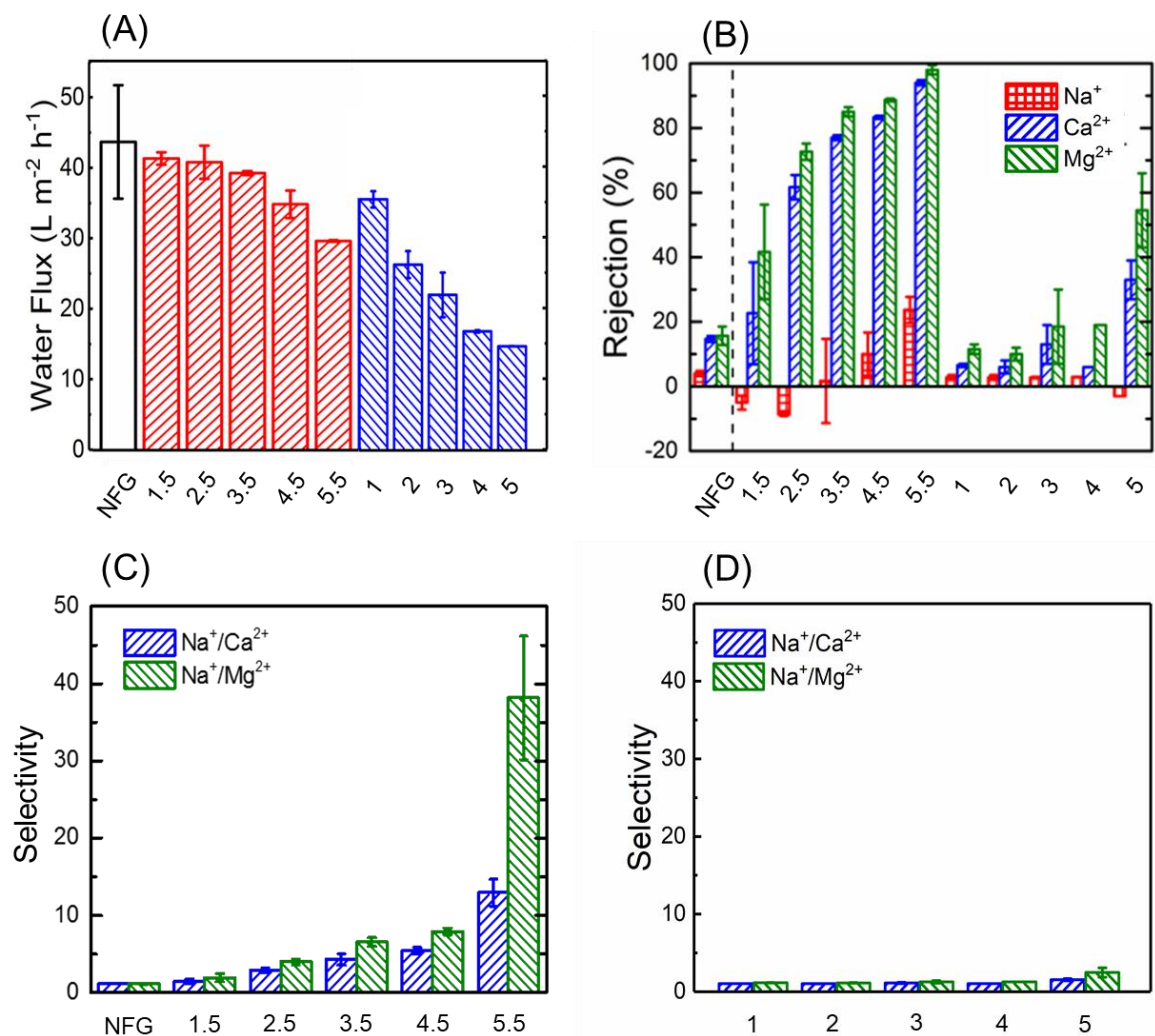 (A)
Water Flux (L m⁻² h⁻¹)
50
40
30
20
10
0
NFG 1.5 2.5 3.5 4.5 5.5 1 2 3 4 5
(B)
Rejection (%)
100
80
60
40
20
0
-20
Na⁺
Ca²⁺
Mg²⁺
NFG 1.5 2.5 3.5 4.5 5.5 1 2 3 4 5
(C)
Selectivity
50
40
30
20
10
0
Na⁺/Ca²⁺
Na⁺/Mg²⁺
NFG 1.5 2.5 3.5 4.5 5.5
(D)
Selectivity
50
40
30
20
10
0
Na⁺/Ca²⁺
Na⁺/Mg²⁺
1 2 3 4 5